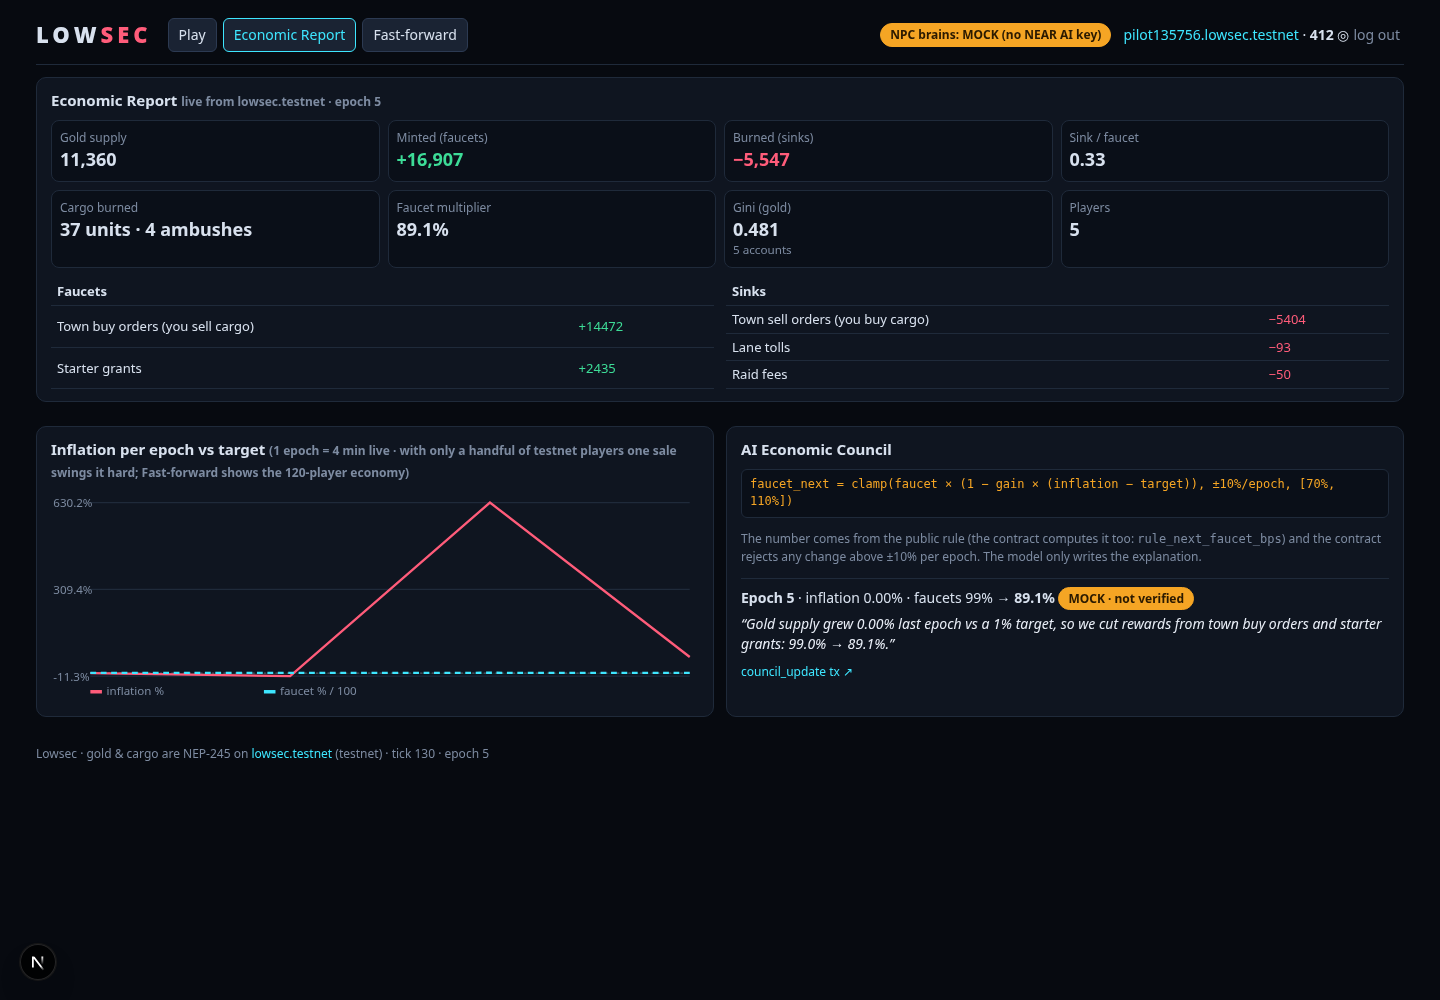 LOWSEC Play Economic Report Fast-forward NPC brains: MOCK (no NEAR AI key) pilot135756.lowsec.testnet · 412 ◎ log out
Economic Report live from lowsec.testnet · epoch 5
Gold supply Minted (faucets) Burned (sinks) Sink / faucet
11,360 +16,907 −5,547 0.33
Cargo burned Faucet multiplier Gini (gold) Players
37 units · 4 ambushes 89.1% 0.481 5
5 accounts
Faucets
Town buy orders (you sell cargo) +14472
Starter grants +2435
Sinks
Town sell orders (you buy cargo) −5404
Lane tolls −93
Raid fees −50
Inflation per epoch vs target (1 epoch = 4 min live · with only a handful of testnet players one sale
swings it hard; Fast-forward shows the 120-player economy)
630.2%
309.4%
-11.3%
inflation % faucet % / 100
AI Economic Council
faucet_next = clamp(faucet × (1 − gain × (inflation − target)), ±10%/epoch, [70%,
110%])
The number comes from the public rule (the contract computes it too: rule_next_faucet_bps) and the contract
rejects any change above ±10% per epoch. The model only writes the explanation.
Epoch 5 · inflation 0.00% · faucets 99% → 89.1% MOCK · not verified
“Gold supply grew 0.00% last epoch vs a 1% target, so we cut rewards from town buy orders and starter
grants: 99.0% → 89.1%.”
council_update tx ↗
Lowsec · gold & cargo are NEP-245 on lowsec.testnet (testnet) · tick 130 · epoch 5
N